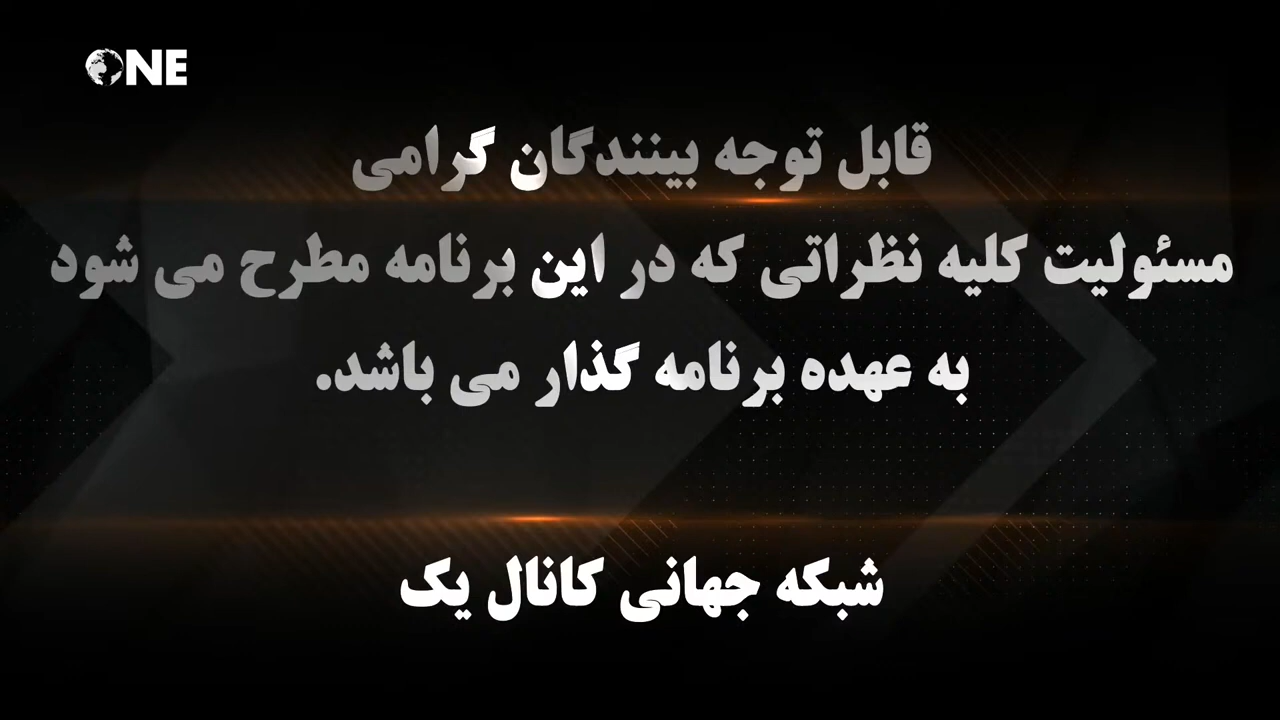 ONE
قابل توجه بینندگان گرامی
مسئولیت کلیه نظراتی که در این برنامه مطرح می شود
به عهده برنامه گذار می باشد.
شبکه جهانی کانال یک